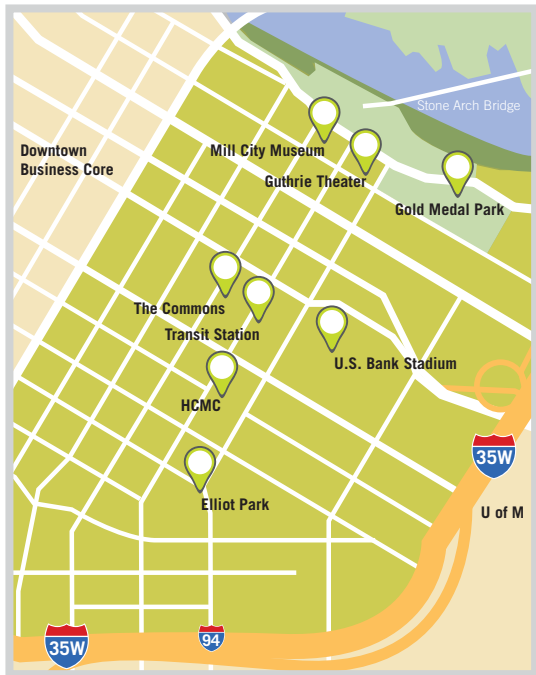 Stone Arch Bridge
Mill City Museum
Downtown
Business Core
Guthrie Theater
Gold Medal Park
The Commons
Transit Station
U.S. Bank Stadium
HCMC
35W
Elliot Park
U of M
94
35W